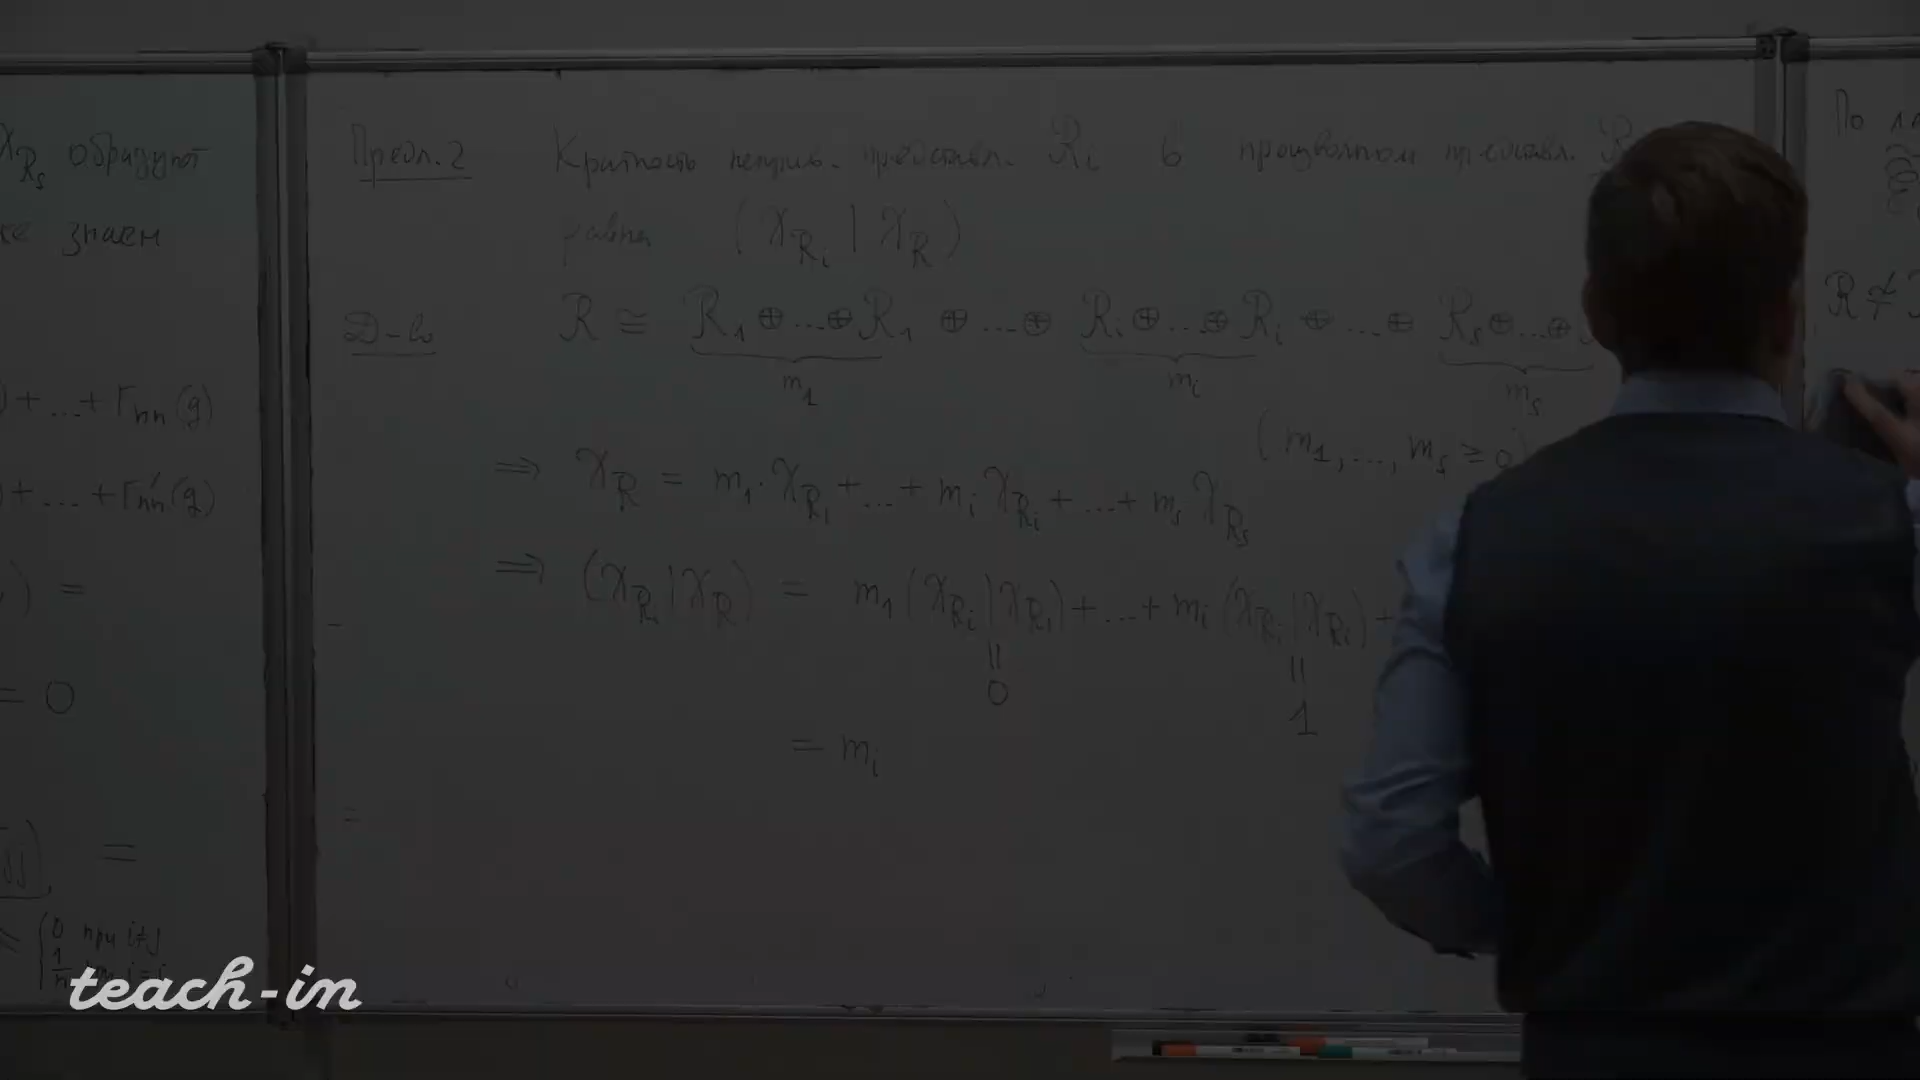 χ_{R_s} образуют
знаем
) + ... + r_{nn}(g)
) + ... + r'_{n'n'}(g)
) =
= 0
=
{ 0 при i≠j
Предл. 2 Кратность неприв. представл. R_i в произвольном представл. R
равна (χ_{R_i} | χ_R)
Д-во R ≅ R_1 ⊕ ... ⊕ R_1 ⊕ ... ⊕ R_i ⊕ ... ⊕ R_i ⊕ ... ⊕ R_s ⊕ ... ⊕
m_1 m_i m_s
(m_1, ..., m_s ≥ 0)
⇒ χ_R = m_1 · χ_{R_1} + ... + m_i χ_{R_i} + ... + m_s χ_{R_s}
⇒ (χ_{R_i} | χ_R) = m_1 (χ_{R_i} | χ_{R_1}) + ... + m_i (χ_{R_i} | χ_{R_i}) +
|| ||
0 1
= m_i
По
R ≠
teach-in